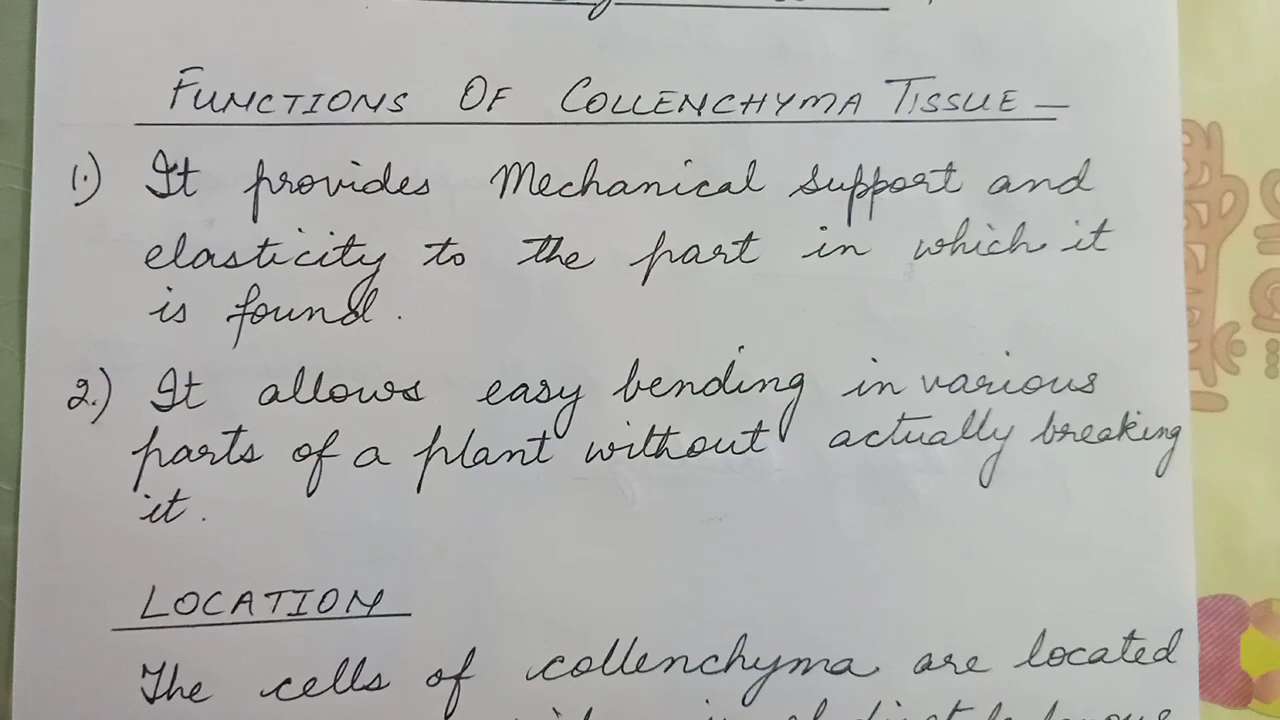 FUNCTIONS OF COLLENCHYMA TISSUE —
1.) It provides Mechanical support and
elasticity to the part in which it
is found.
2.) It allows easy bending in various
parts of a plant without actually breaking
it.
LOCATION
The cells of collenchyma are located